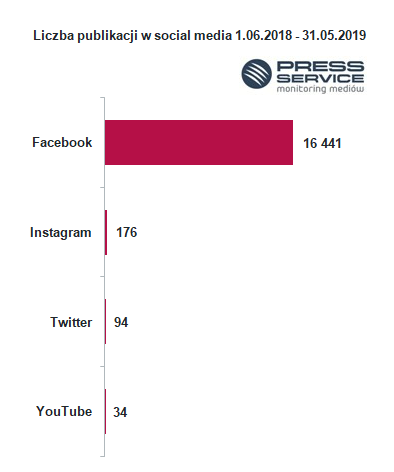 Liczba publikacji w social media 1.06.2018 - 31.05.2019
PRESS
SERVICE
monitoring mediów
Facebook 16 441
Instagram 176
Twitter 94
YouTube 34